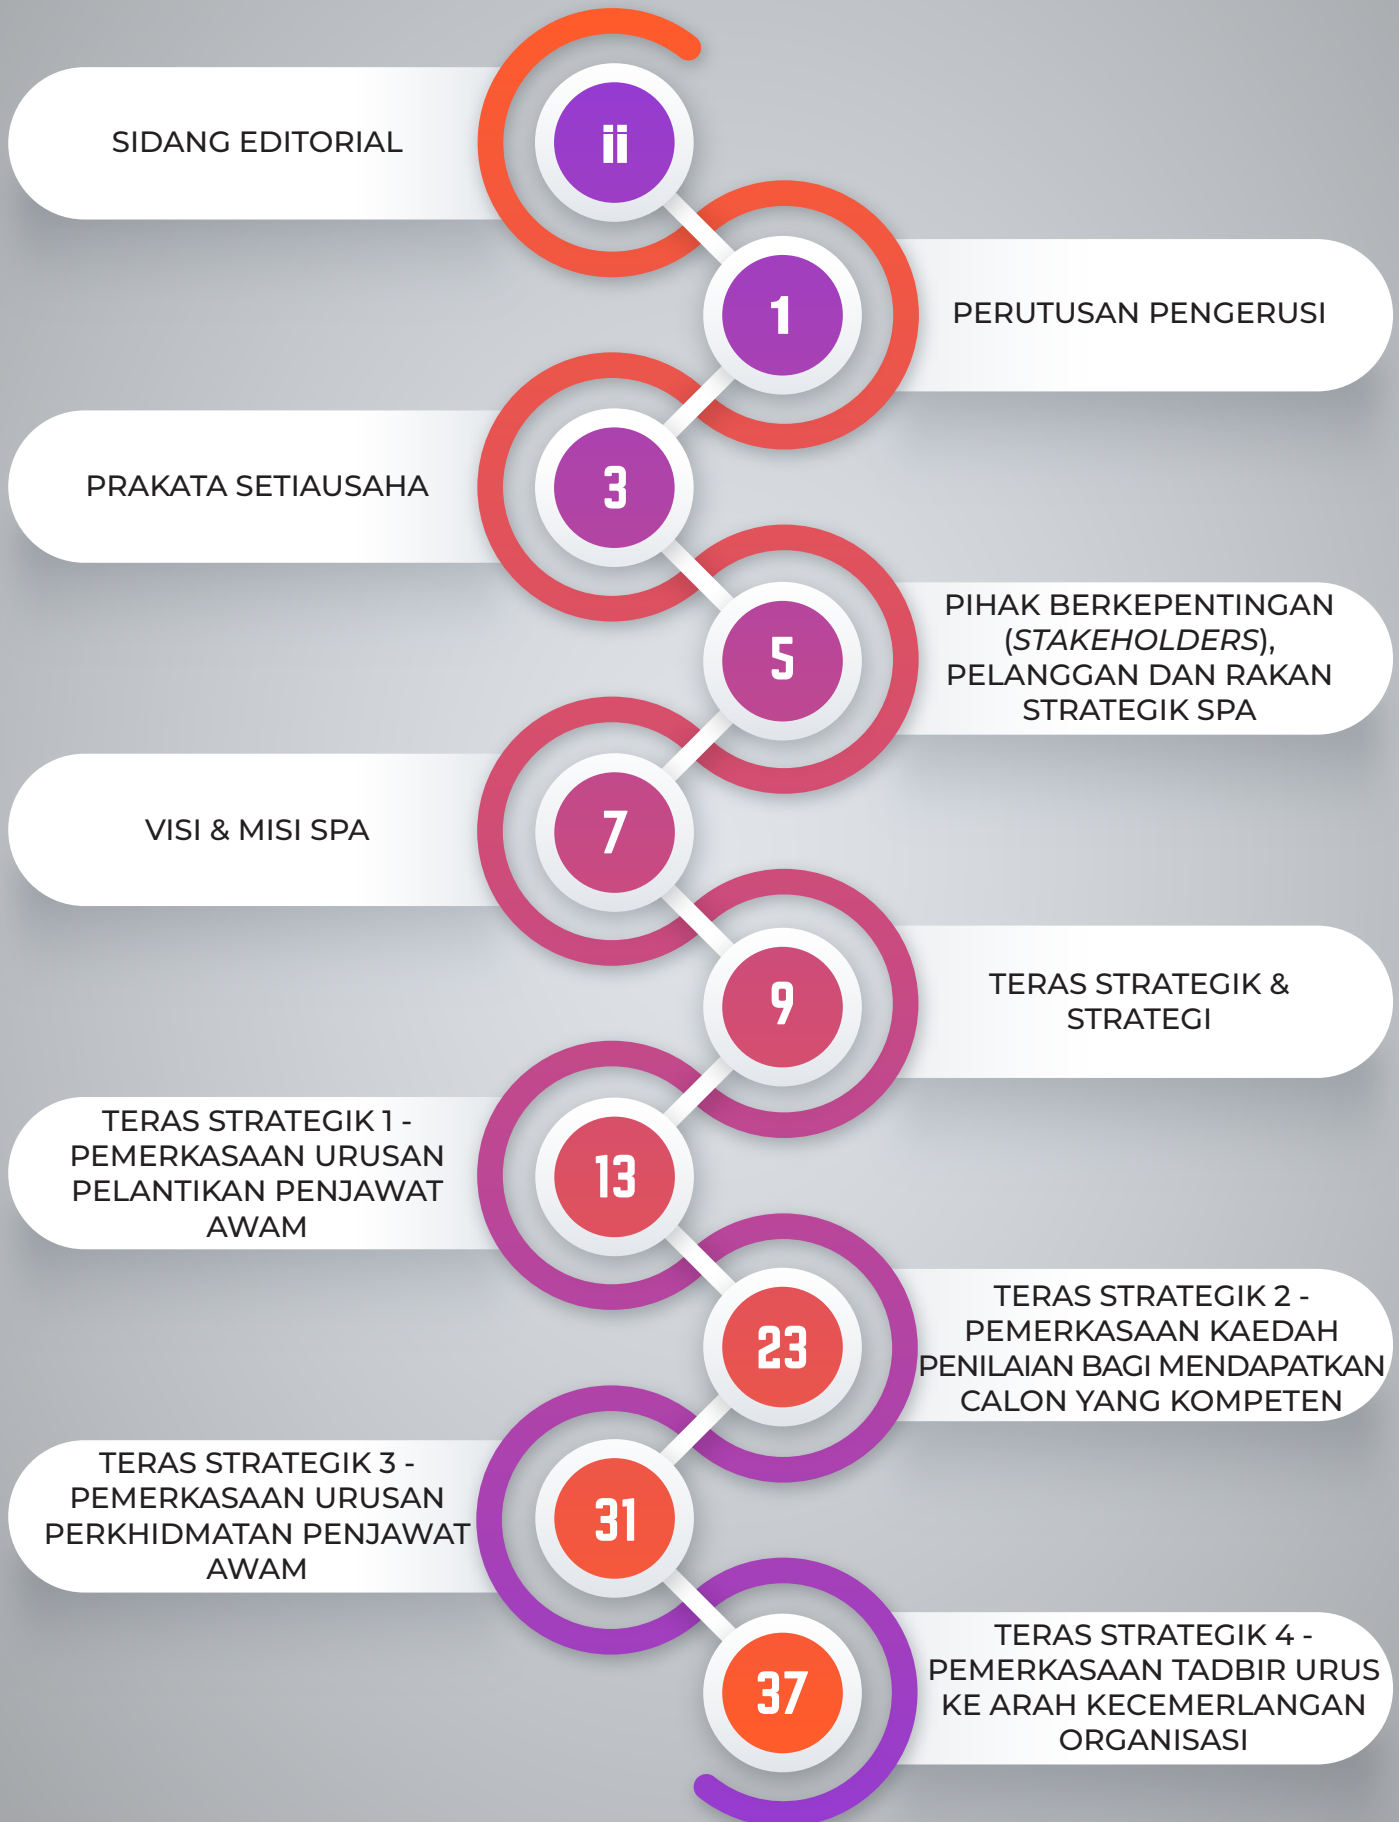 SIDANG EDITORIAL
ii
1
PERUTUSAN PENGERUSI
PRAKATA SETIAUSAHA
3
5
PIHAK BERKEPENTINGAN
(STAKEHOLDERS),
PELANGGAN DAN RAKAN
STRATEGIK SPA
VISI & MISI SPA
7
9
TERAS STRATEGIK &
STRATEGI
TERAS STRATEGIK 1 -
PEMERKASAAN URUSAN
PELANTIKAN PENJAWAT
AWAM
13
23
TERAS STRATEGIK 2 -
PEMERKASAAN KAEDAH
PENILAIAN BAGI MENDAPATKAN
CALON YANG KOMPETEN
TERAS STRATEGIK 3 -
PEMERKASAAN URUSAN
PERKHIDMATAN PENJAWAT
AWAM
31
37
TERAS STRATEGIK 4 -
PEMERKASAAN TADBIR URUS
KE ARAH KECEMERLANGAN
ORGANISASI